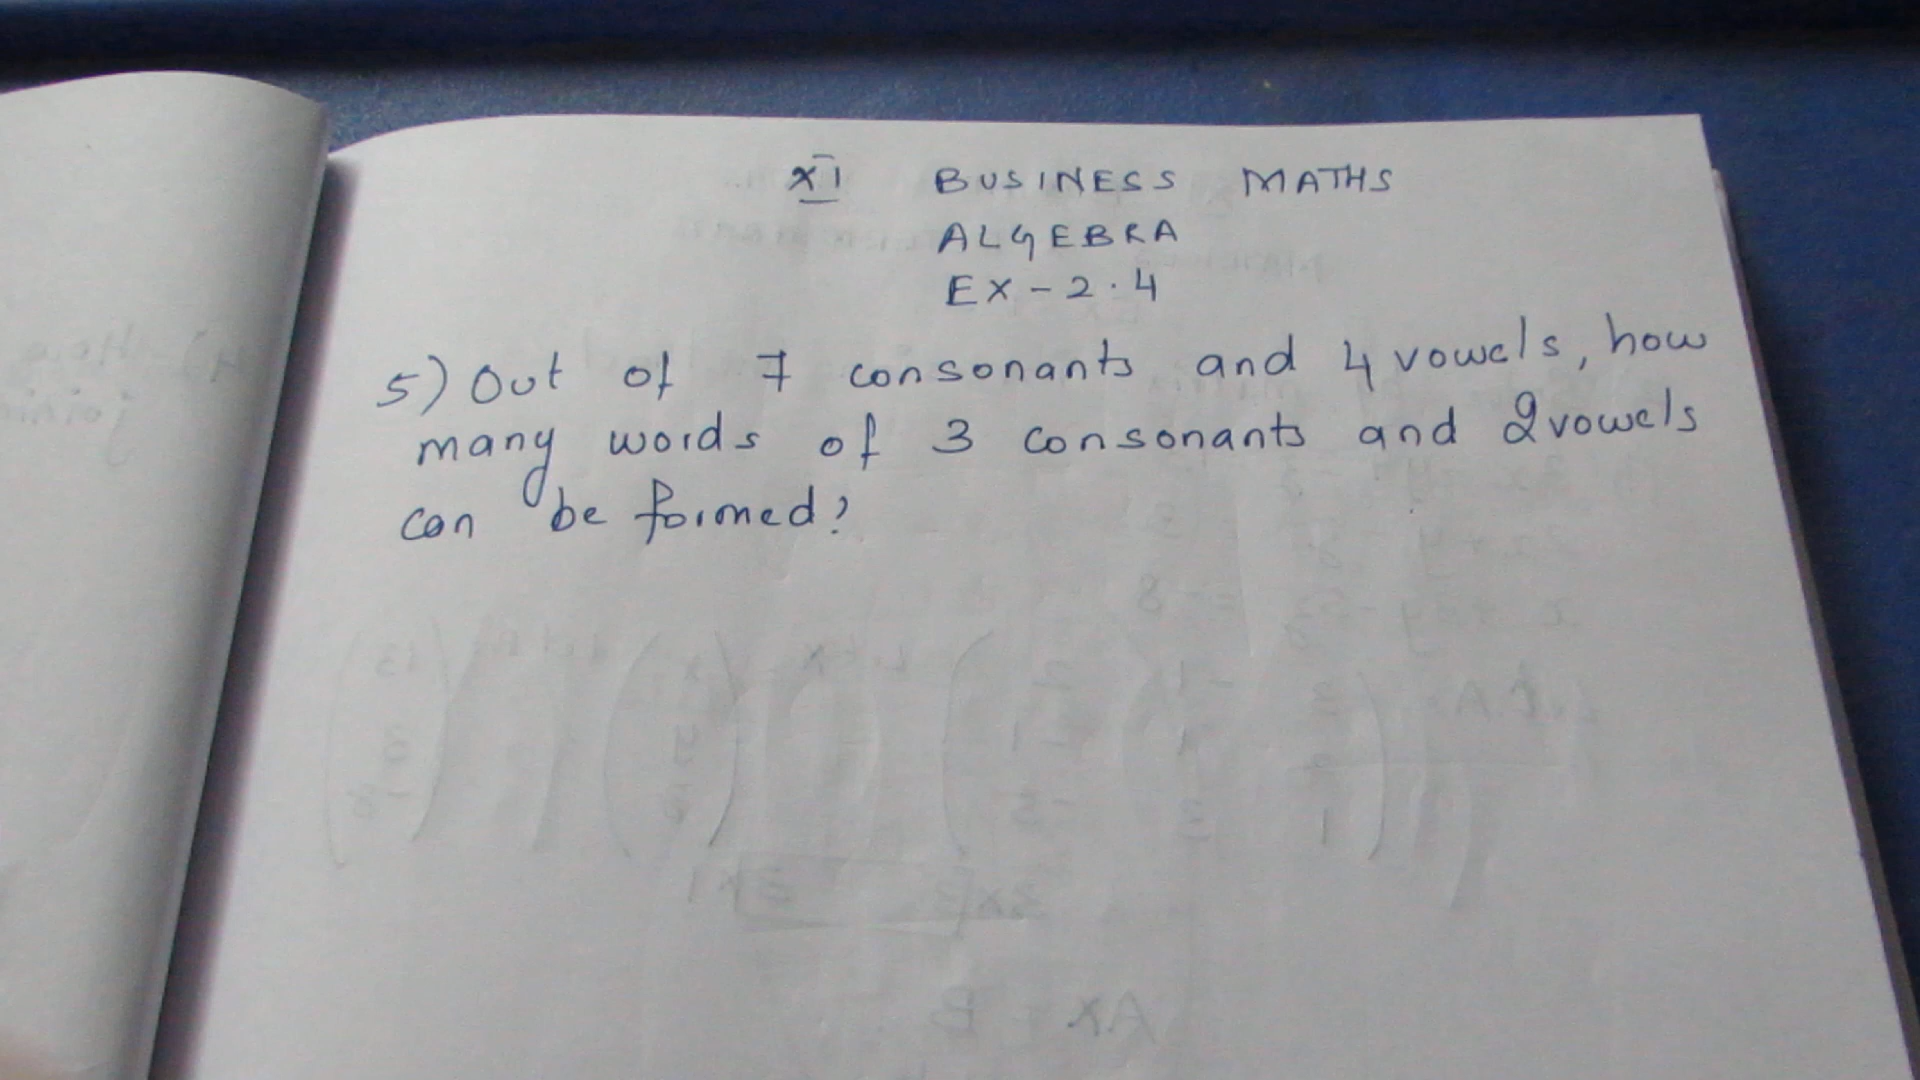 XI BUSINESS MATHS
ALGEBRA
EX - 2.4
5) Out of 7 consonants and 4 vowels, how
many words of 3 consonants and 2 vowels
can be formed?